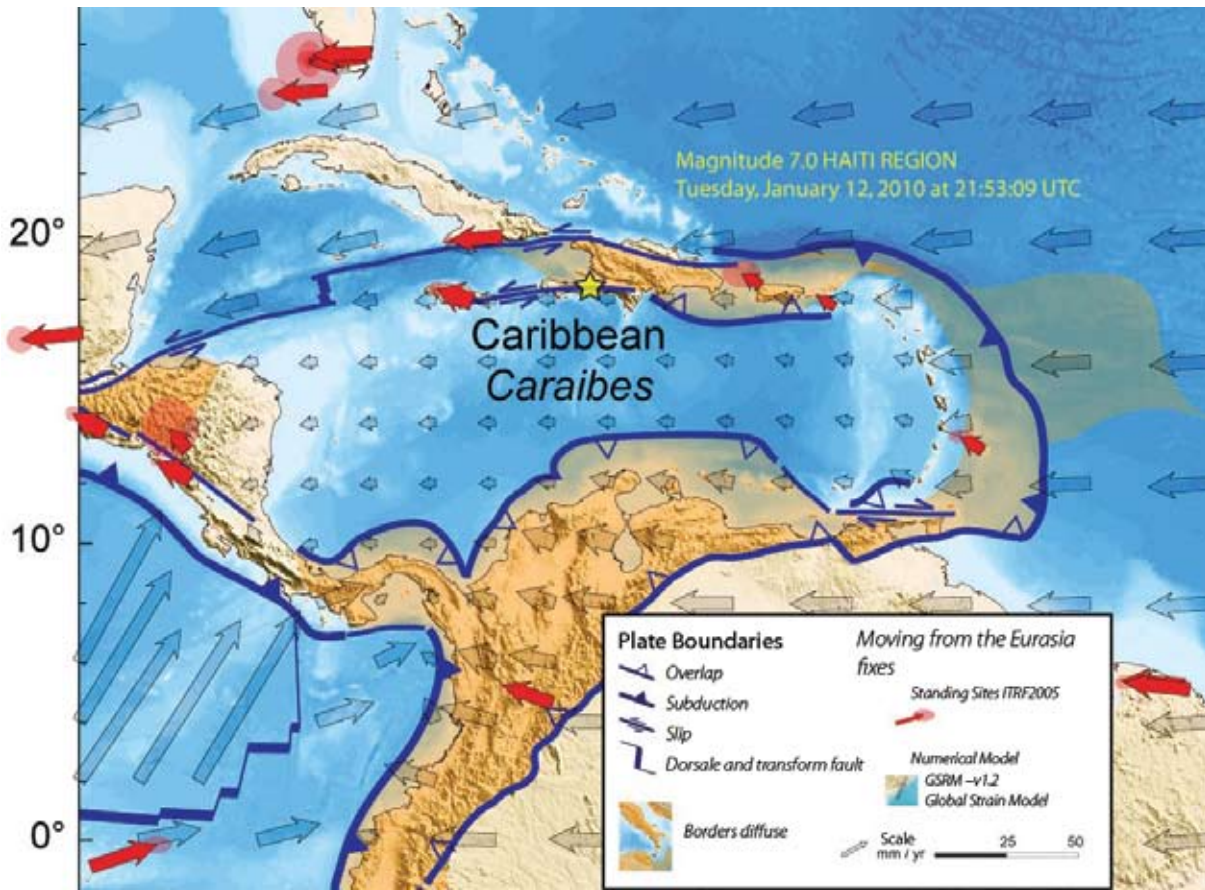 Magnitude 7.0 HAITI REGION
Tuesday, January 12, 2010 at 21:53:09 UTC
20°
Caribbean
Caraibes
10°
0°
Plate Boundaries
Overlap
Subduction
Slip
Dorsale and transform fault
Borders diffuse
Moving from the Eurasia
fixes
Standing Sites ITRF2005
Numerical Model
GSRM -v1.2
Global Strain Model
Scale
mm / yr
25
50